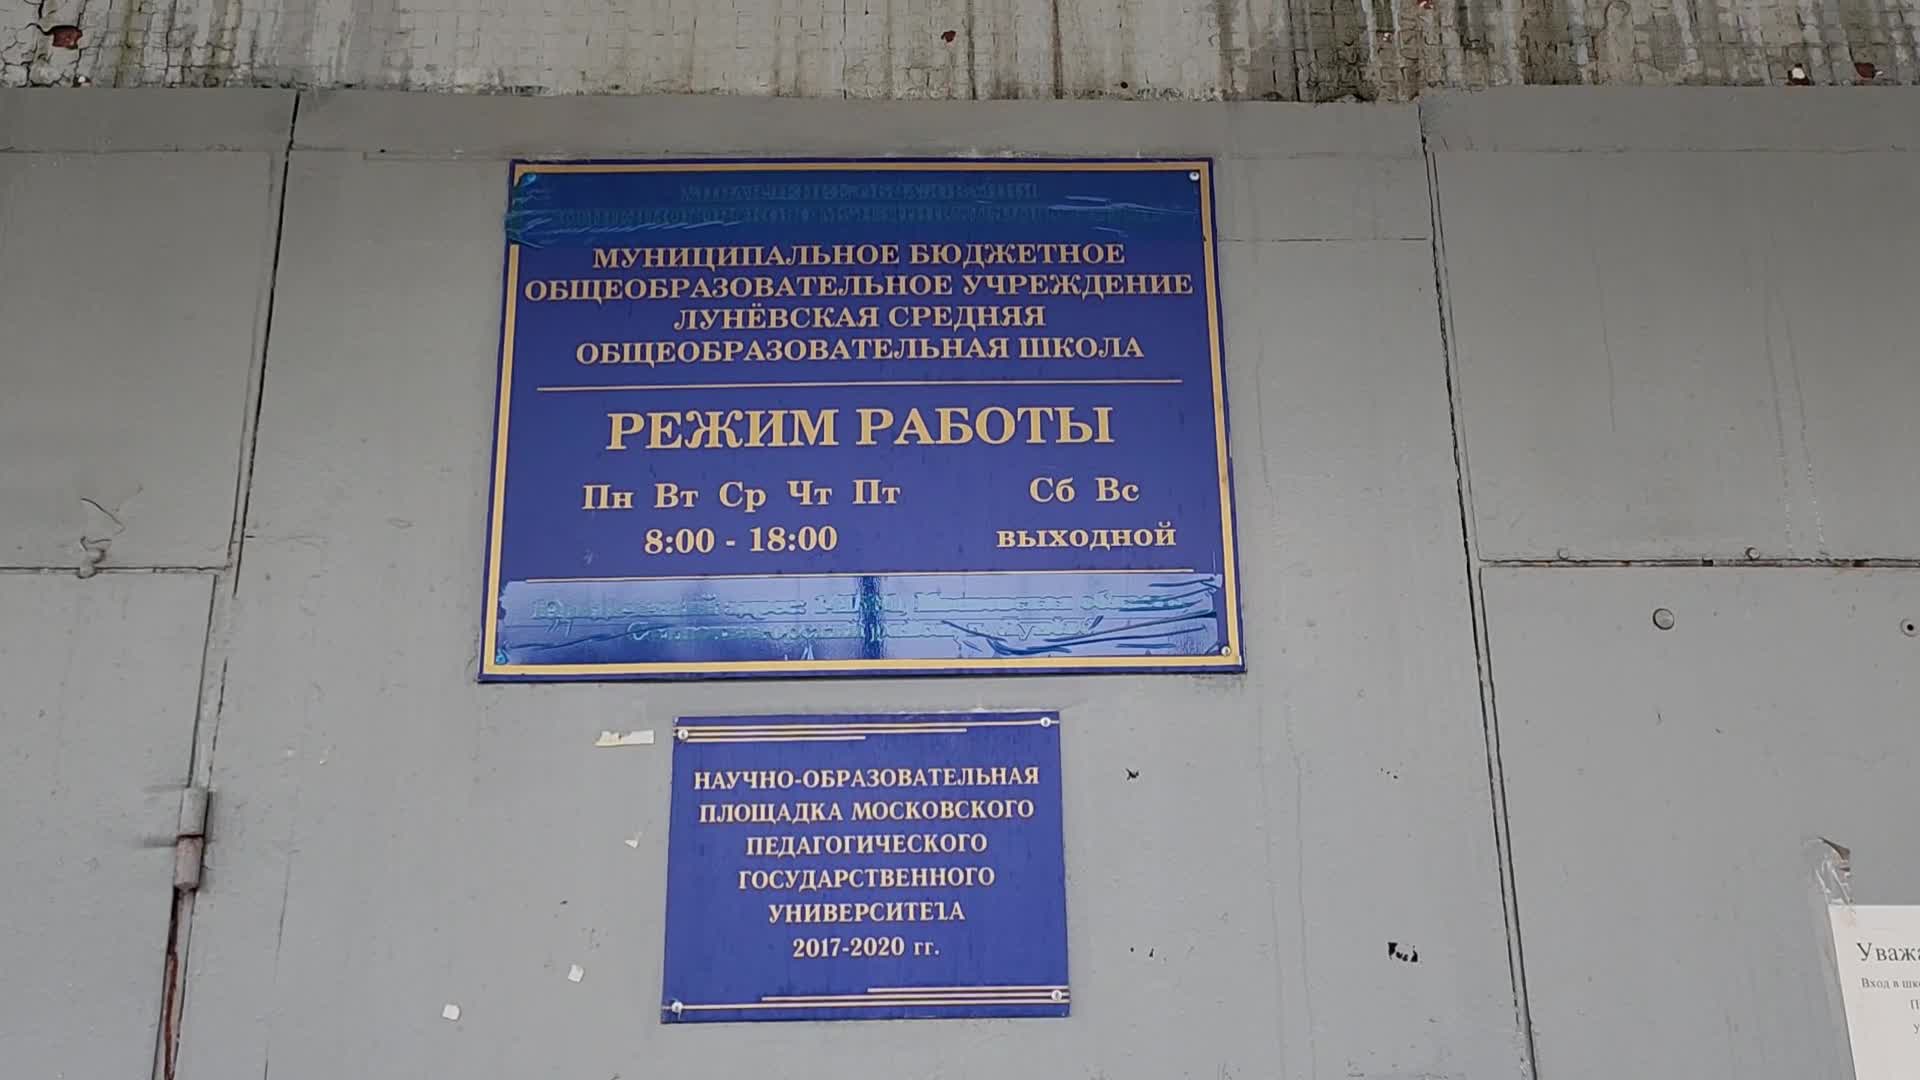 МУНИЦИПАЛЬНОЕ БЮДЖЕТНОЕ
ОБЩЕОБРАЗОВАТЕЛЬНОЕ УЧРЕЖДЕНИЕ
ЛУНЁВСКАЯ СРЕДНЯЯ
ОБЩЕОБРАЗОВАТЕЛЬНАЯ ШКОЛА
РЕЖИМ РАБОТЫ
Пн Вт Ср Чт Пт Сб Вс
8:00 - 18:00 выходной
НАУЧНО-ОБРАЗОВАТЕЛЬНАЯ
ПЛОЩАДКА МОСКОВСКОГО
ПЕДАГОГИЧЕСКОГО
ГОСУДАРСТВЕННОГО
УНИВЕРСИТЕТА
2017-2020 гг.
Вход в